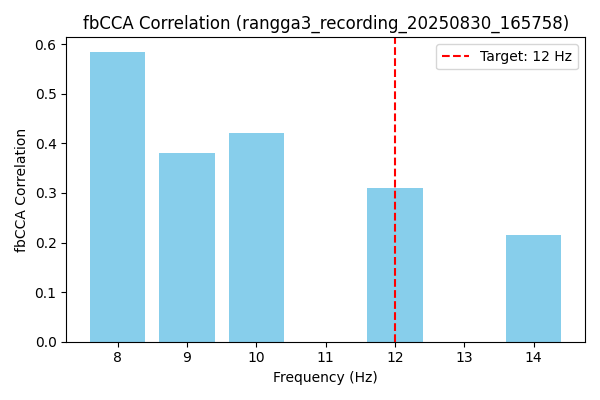 fbCCA Correlation (rangga3_recording_20250830_165758)
Target: 12 Hz
fbCCA Correlation
0.6
0.5
0.4
0.3
0.2
0.1
0.0
8 9 10 11 12 13 14
Frequency (Hz)